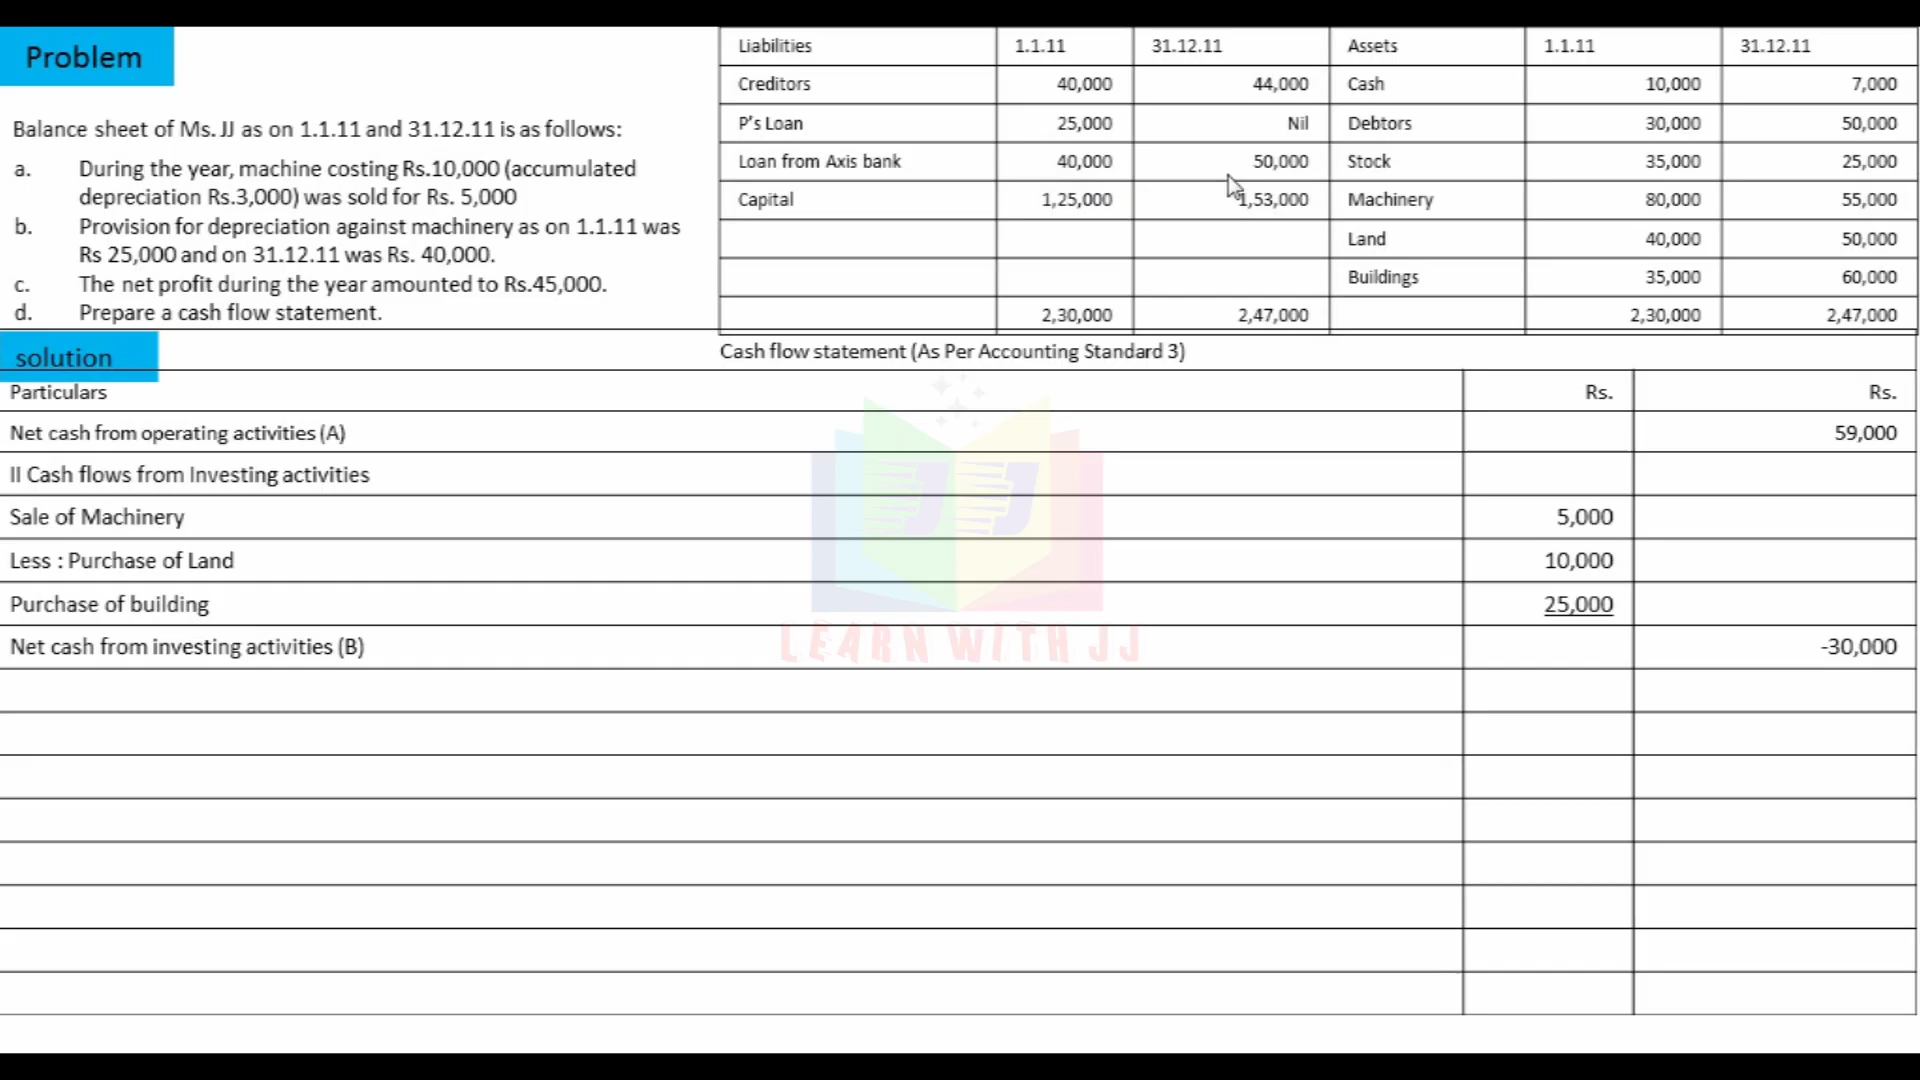 Problem
Balance sheet of Ms. JJ as on 1.1.11 and 31.12.11 is as follows:
a. During the year, machine costing Rs.10,000 (accumulated
depreciation Rs.3,000) was sold for Rs. 5,000
b. Provision for depreciation against machinery as on 1.1.11 was
Rs 25,000 and on 31.12.11 was Rs. 40,000.
c. The net profit during the year amounted to Rs.45,000.
d. Prepare a cash flow statement.
Liabilities 1.1.11 31.12.11 Assets 1.1.11 31.12.11
Creditors 40,000 44,000 Cash 10,000 7,000
P's Loan 25,000 Nil Debtors 30,000 50,000
Loan from Axis bank 40,000 50,000 Stock 35,000 25,000
Capital 1,25,000 1,53,000 Machinery 80,000 55,000
Land 40,000 50,000
Buildings 35,000 60,000
2,30,000 2,47,000 2,30,000 2,47,000
solution
Cash flow statement (As Per Accounting Standard 3)
Particulars Rs. Rs.
Net cash from operating activities (A) 59,000
II Cash flows from Investing activities
Sale of Machinery 5,000
Less : Purchase of Land 10,000
Purchase of building 25,000
Net cash from investing activities (B) -30,000
JJ
LEARN WITH JJ